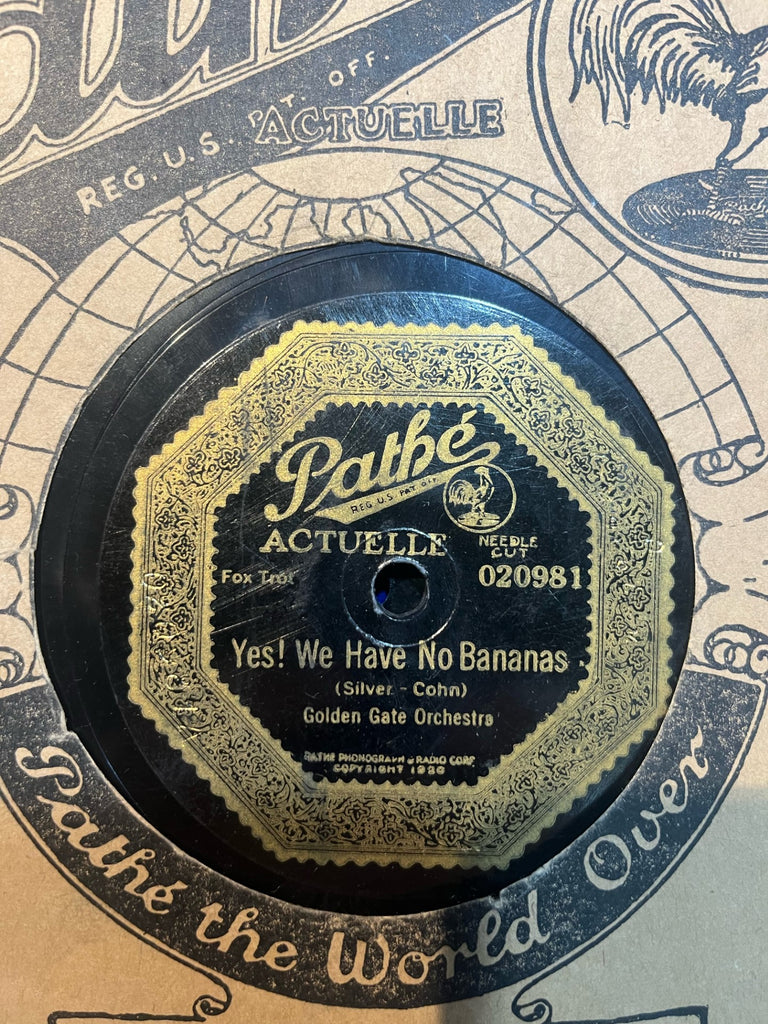 REG. U.S. PAT. OFF.
ACTUELLE
Pathé
REG U.S. PAT. OFF.
ACTUELLE
NEEDLE
CUT
Fox Trot
020981
Yes! We Have No Bananas
(Silver - Cohn)
Golden Gate Orchestra
PATHE PHONOGRAPH & RADIO CORP
COPYRIGHT
Pathé the World Over